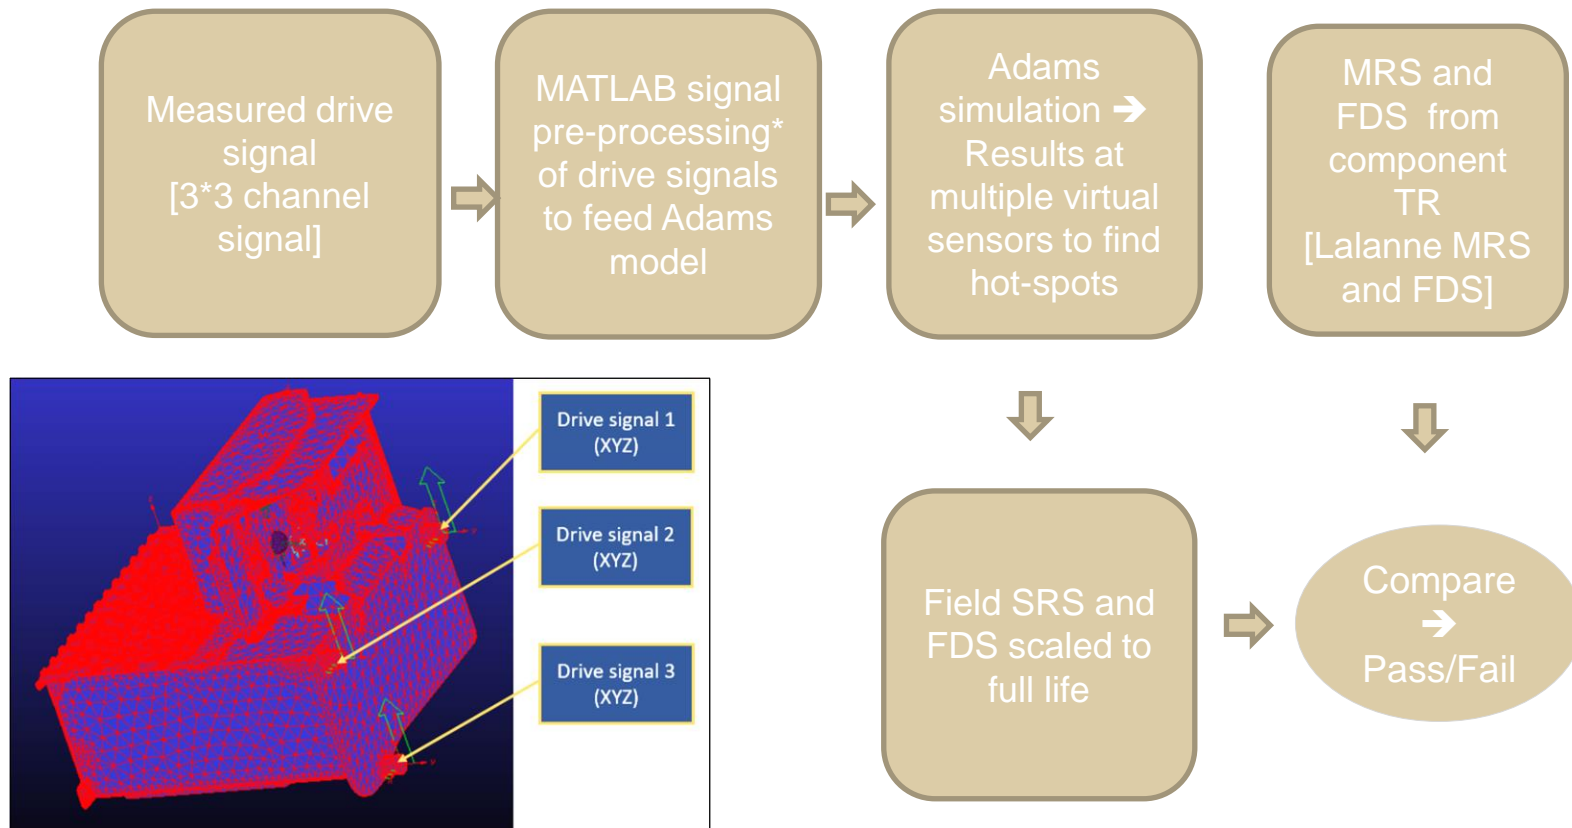 Measured drive
signal
[3*3 channel
signal]
MATLAB signal
pre-processing*
of drive signals
to feed Adams
model
Adams
simulation ➔
Results at
multiple virtual
sensors to find
hot-spots
MRS and
FDS from
component
TR
[Lalanne MRS
and FDS]
Drive signal 1
(XYZ)
Drive signal 2
(XYZ)
Drive signal 3
(XYZ)
Field SRS and
FDS scaled to
full life
Compare
➔
Pass/Fail